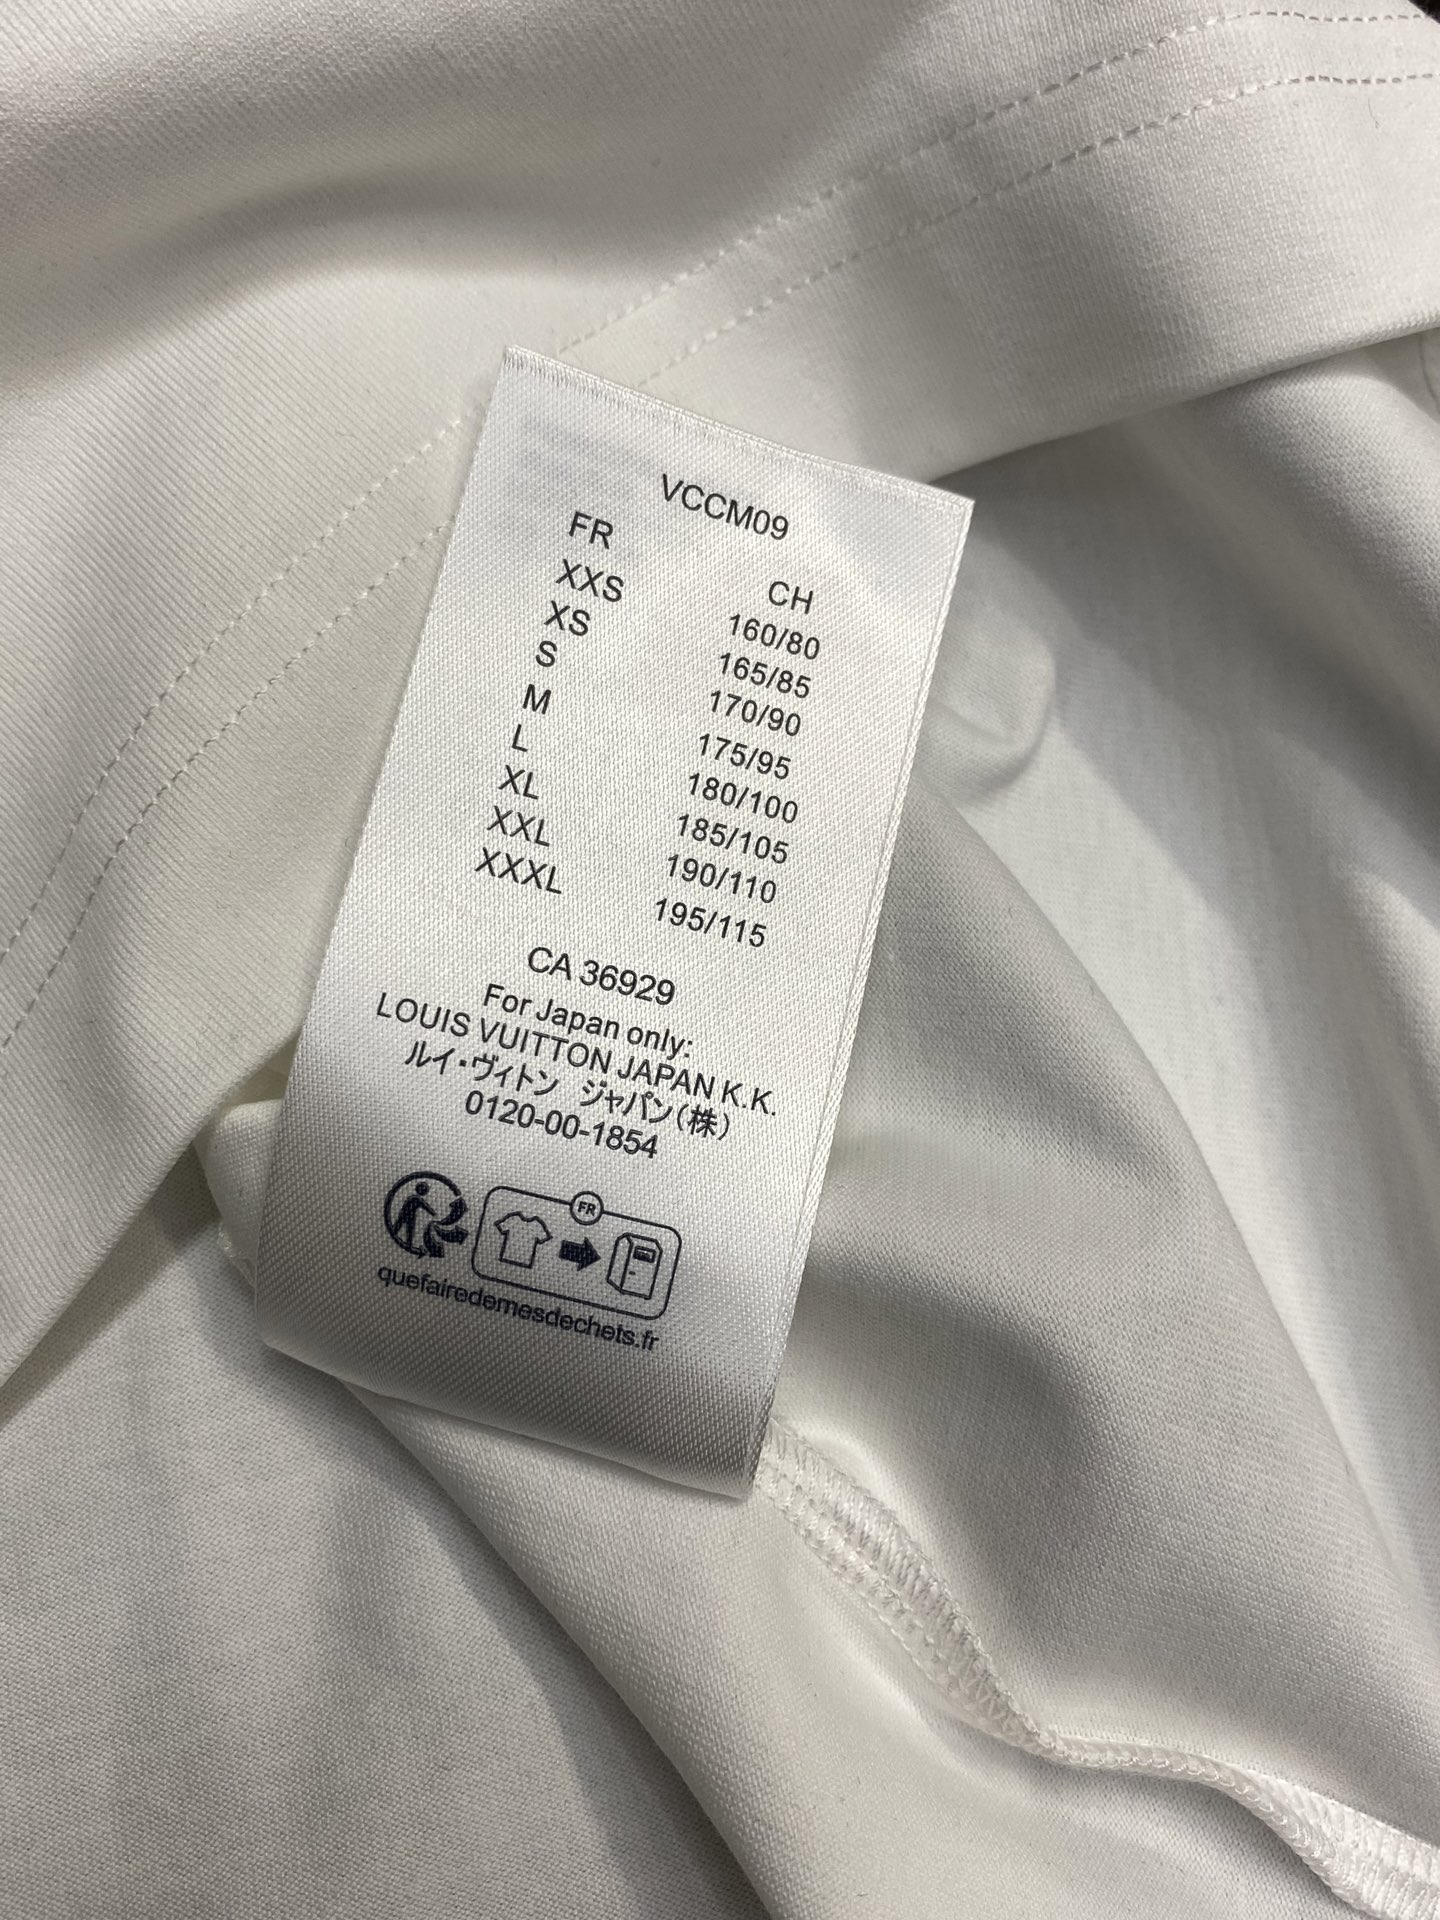 VCCM09
FR CH
XXS 160/80
XS 165/85
S 170/90
M 175/95
L 180/100
XL 185/105
XXL 190/110
XXXL 195/115
CA 36929
For Japan only:
LOUIS VUITTON JAPAN K.K.
ルイ・ヴィトン ジャパン(株)
0120-00-1854
FR
quefairedemesdechets.fr